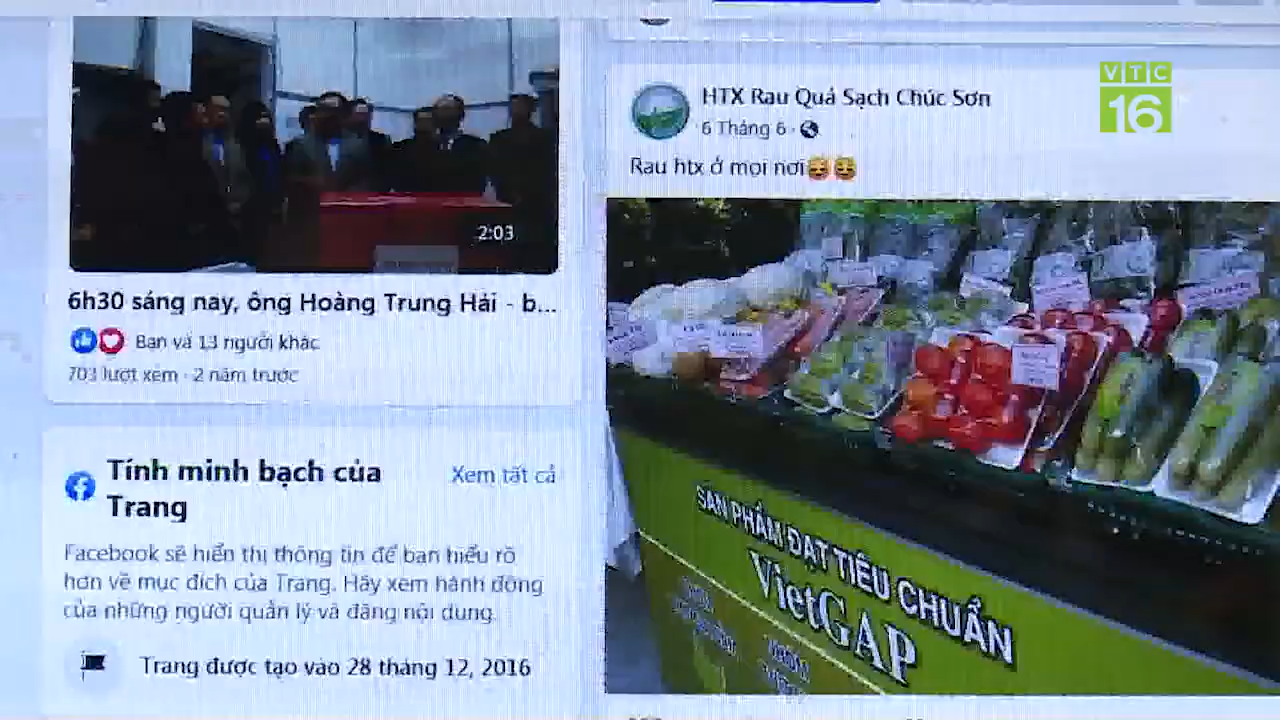 VTC
16
2:03
6h30 sáng nay, ông Hoàng Trung Hải - b...
Bạn và 13 người khác
703 lượt xem · 2 năm trước
Tính minh bạch của
Trang
Xem tất cả
Facebook sẽ hiển thị thông tin để bạn hiểu rõ
hơn về mục đích của Trang. Hãy xem hành động
của những người quản lý và đăng nội dung.
Trang được tạo vào 28 tháng 12, 2016
HTX Rau Quả Sạch Chúc Sơn
6 Tháng 6 ·
Rau htx ở mọi nơi🥰🥰
SẢN PHẨM ĐẠT TIÊU CHUẨN
VietGAP